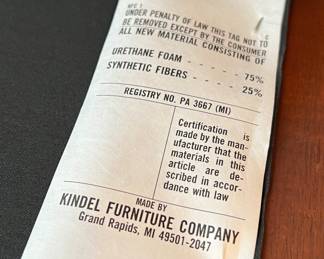 UNDER PENALTY OF LAW THIS TAG NOT TO
BE REMOVED EXCEPT BY THE CONSUMER
ALL NEW MATERIAL CONSISTING OF
URETHANE FOAM - - - - - 75%
SYNTHETIC FIBERS - - - - - 25%
REGISTRY NO. PA 3667 (MI)
Certification is
made by the man-
ufacturer that the
materials in this
article are de-
scribed in accor-
dance with law
MADE BY
KINDEL FURNITURE COMPANY
Grand Rapids, MI 49501-2047